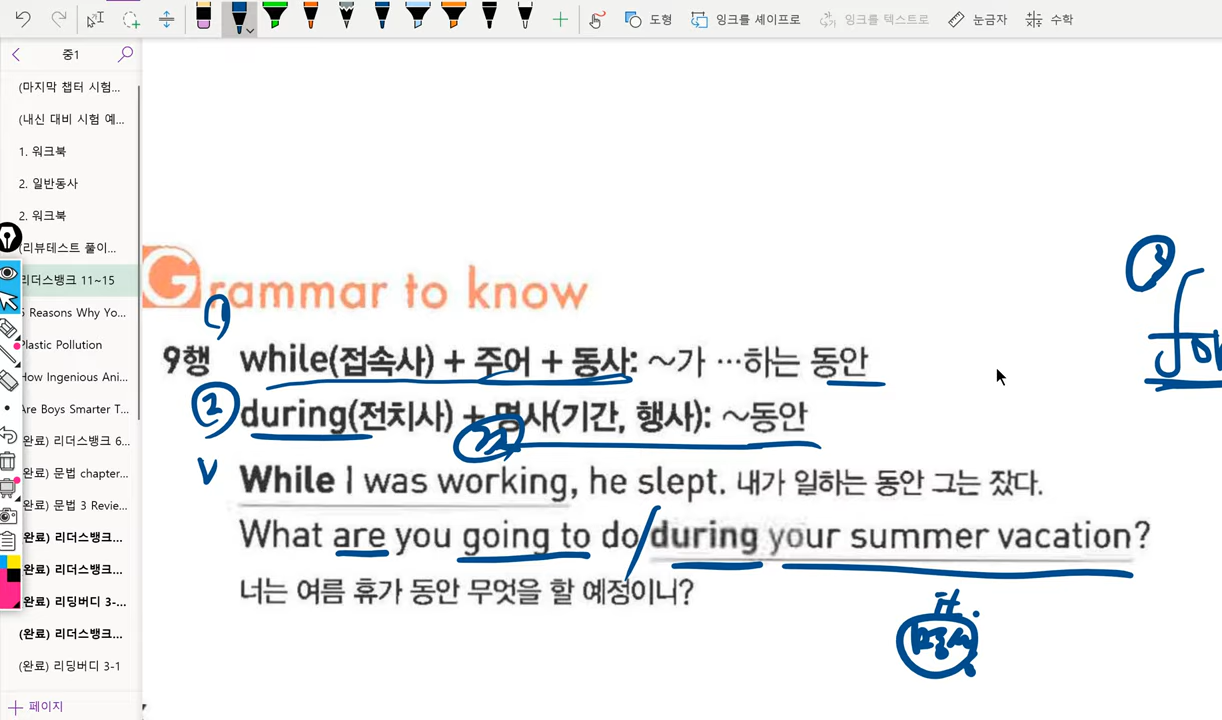 도형
잉크를 셰이프로
잉크를 텍스트로
눈금자
수학
중1
(마지막 챕터 시험...
(내신 대비 시험 예...
1. 워크북
2. 일반동사
2. 워크북
(리뷰테스트 풀이...
리더스뱅크 11~15
Reasons Why Yo...
Plastic Pollution
How Ingenious Ani...
Are Boys Smarter T...
완료) 리더스뱅크 6...
완료) 문법 chapter...
완료) 문법 3 Revie...
완료) 리더스뱅크...
완료) 리더스뱅크...
완료) 리딩버디 3-...
(완료) 리더스뱅크...
(완료) 리딩버디 3-1
페이지
Grammar to know
1)
9행 while(접속사) + 주어 + 동사: ~가 …하는 동안
② during(전치사) + 명사(기간, 행사): ~동안
V While I was working, he slept. 내가 일하는 동안 그는 잤다.
What are you going to do / during your summer vacation?
너는 여름 휴가 동안 무엇을 할 예정이니?
명사
for